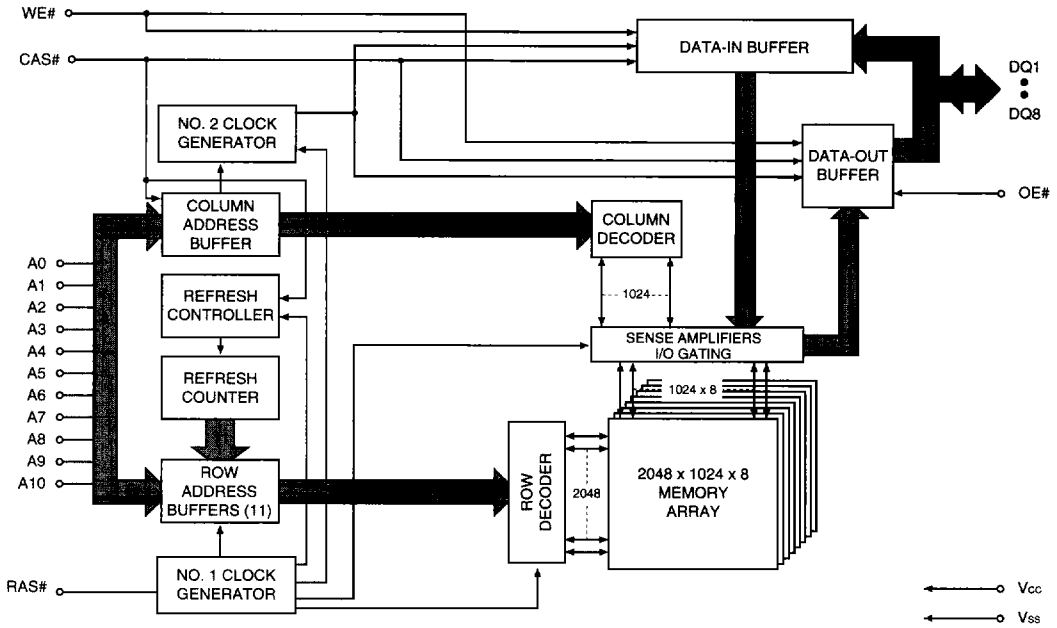 WE#
DATA-IN BUFFER
CAS#
DQ1
DQ8
NO. 2 CLOCK
GENERATOR
DATA-OUT
BUFFER
OE#
COLUMN
ADDRESS
BUFFER
COLUMN
DECODER
A0
A1
A2
A3
A4
A5
A6
A7
A8
A9
A10
REFRESH
CONTROLLER
1024
SENSE AMPLIFIERS
I/O GATING
REFRESH
COUNTER
1024 x 8
ROW
ADDRESS
BUFFERS (11)
ROW
DECODER
2048
2048 x 1024 x 8
MEMORY
ARRAY
RAS#
NO. 1 CLOCK
GENERATOR
Vcc
Vss